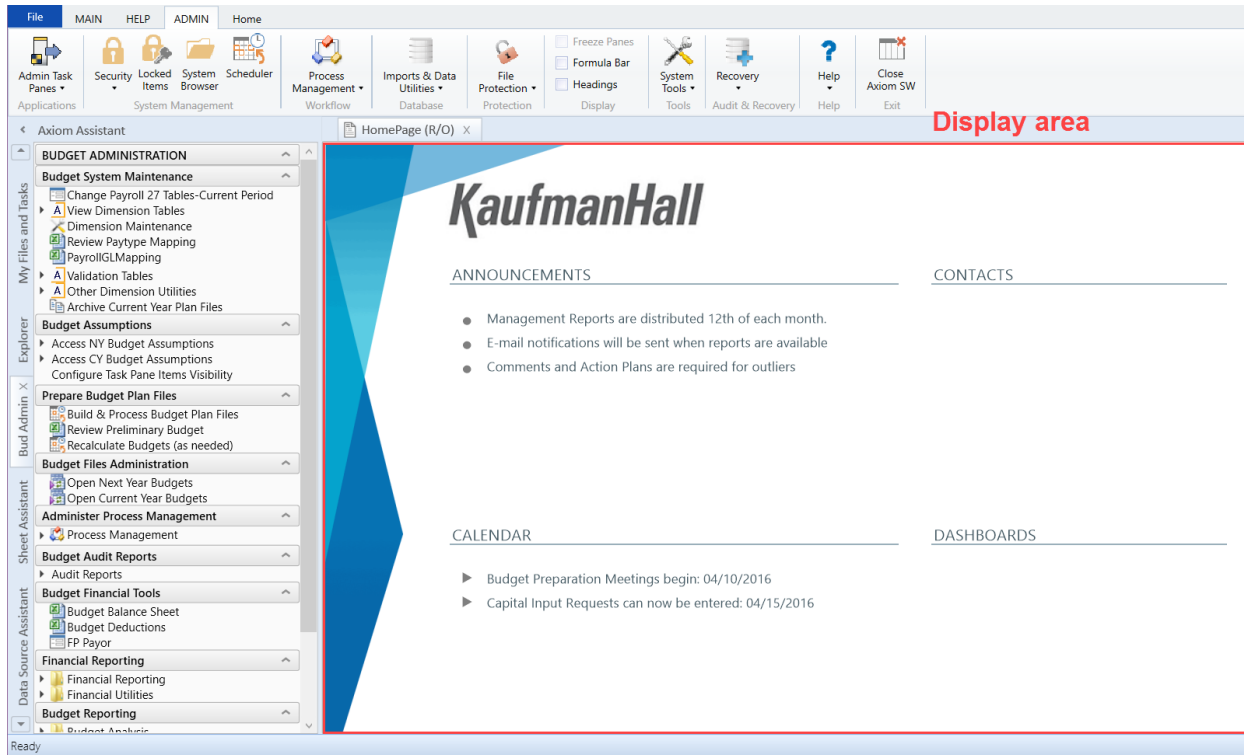 File MAIN HELP ADMIN Home
Admin Task Panes
Security
Locked Items
System Browser
Scheduler
Process Management
Imports & Data Utilities
File Protection
Freeze Panes
Formula Bar
Headings
System Tools
Recovery
Help
Close Axiom SW
Applications System Management Workflow Database Protection Display Tools Audit & Recovery Help Exit
Axiom Assistant
HomePage (R/O) X
Display area
My Files and Tasks
Explorer
Bud Admin X
Sheet Assistant
Data Source Assistant
BUDGET ADMINISTRATION
Budget System Maintenance
Change Payroll 27 Tables-Current Period
View Dimension Tables
Dimension Maintenance
Review Paytype Mapping
PayrollGLMapping
Validation Tables
Other Dimension Utilities
Archive Current Year Plan Files
Budget Assumptions
Access NY Budget Assumptions
Access CY Budget Assumptions
Configure Task Pane Items Visibility
Prepare Budget Plan Files
Build & Process Budget Plan Files
Review Preliminary Budget
Recalculate Budgets (as needed)
Budget Files Administration
Open Next Year Budgets
Open Current Year Budgets
Administer Process Management
Process Management
Budget Audit Reports
Audit Reports
Budget Financial Tools
Budget Balance Sheet
Budget Deductions
FP Payor
Financial Reporting
Financial Reporting
Financial Utilities
Budget Reporting
Budget Analysis
KaufmanHall
ANNOUNCEMENTS
Management Reports are distributed 12th of each month.
E-mail notifications will be sent when reports are available
Comments and Action Plans are required for outliers
CONTACTS
CALENDAR
Budget Preparation Meetings begin: 04/10/2016
Capital Input Requests can now be entered: 04/15/2016
DASHBOARDS
Ready